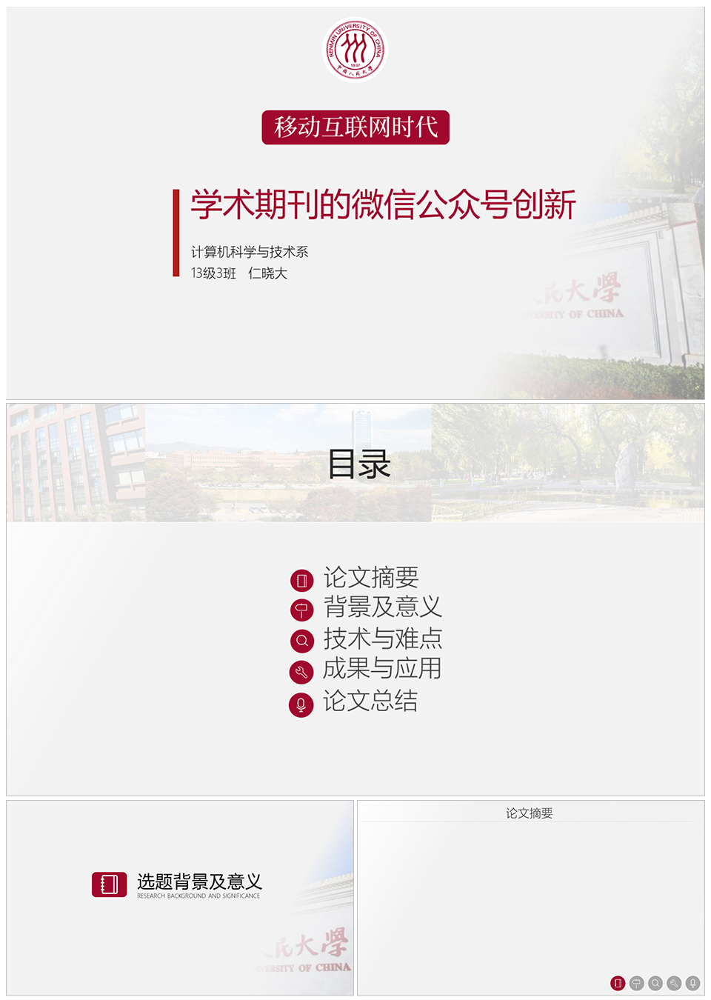 RENMIN UNIVERSITY OF CHINA
1937
中国人民大学
移动互联网时代
学术期刊的微信公众号创新
计算机科学与技术系
13级3班 仁晓大
民大學
VERSITY OF CHINA
目录
论文摘要
背景及意义
技术与难点
成果与应用
论文总结
选题背景及意义
RESEARCH BACKGROUND AND SIGNIFICANCE
民大學
VERSITY OF CHINA
论文摘要